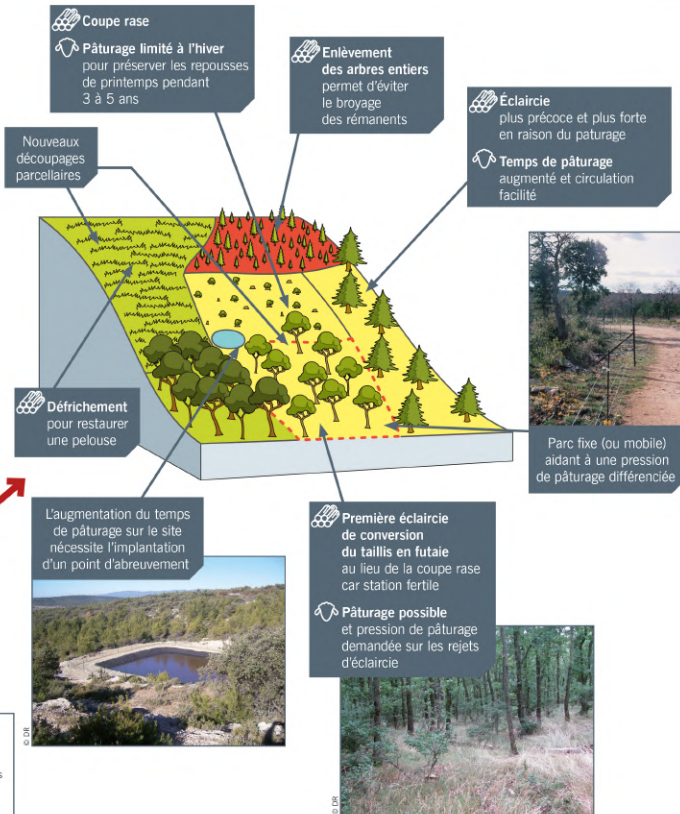 Coupe rase
Pâturage limité à l'hiver
pour préserver les repousses
de printemps pendant
3 à 5 ans
Enlèvement
des arbres entiers
permet d'éviter
le broyage
des rémanents
Éclaircie
plus précoce et plus forte
en raison du paturage
Temps de pâturage
augmenté et circulation
facilité
Nouveaux
découpages
parcellaires
Défrichement
pour restaurer
une pelouse
Parc fixe (ou mobile)
aidant à une pression
de pâturage différenciée
L'augmentation du temps
de pâturage sur le site
nécessite l'implantation
d'un point d'abreuvement
Première éclaircie
de conversion
du taillis en futaie
au lieu de la coupe rase
car station fertile
Pâturage possible
et pression de pâturage
demandée sur les rejets
d'éclaircie
© DR
© DR